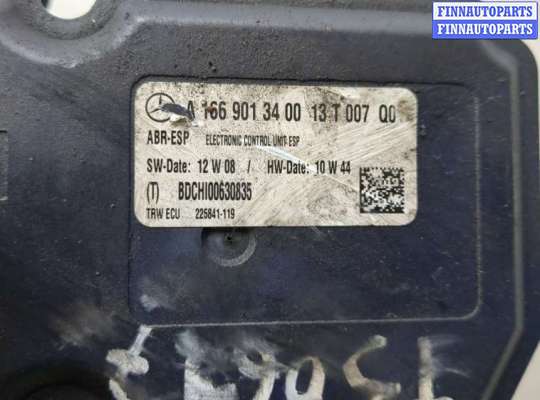 FINNAUTOPARTS
FINNAUTOPARTS
A 166 901 34 00 13 T 007 Q0
ABR-ESP ELECTRONIC CONTROL UNIT-ESP
SW-Date: 12 W 08 / HW-Date: 10 W 44
(T) BDCHI00630835
TRW ECU 225841-119